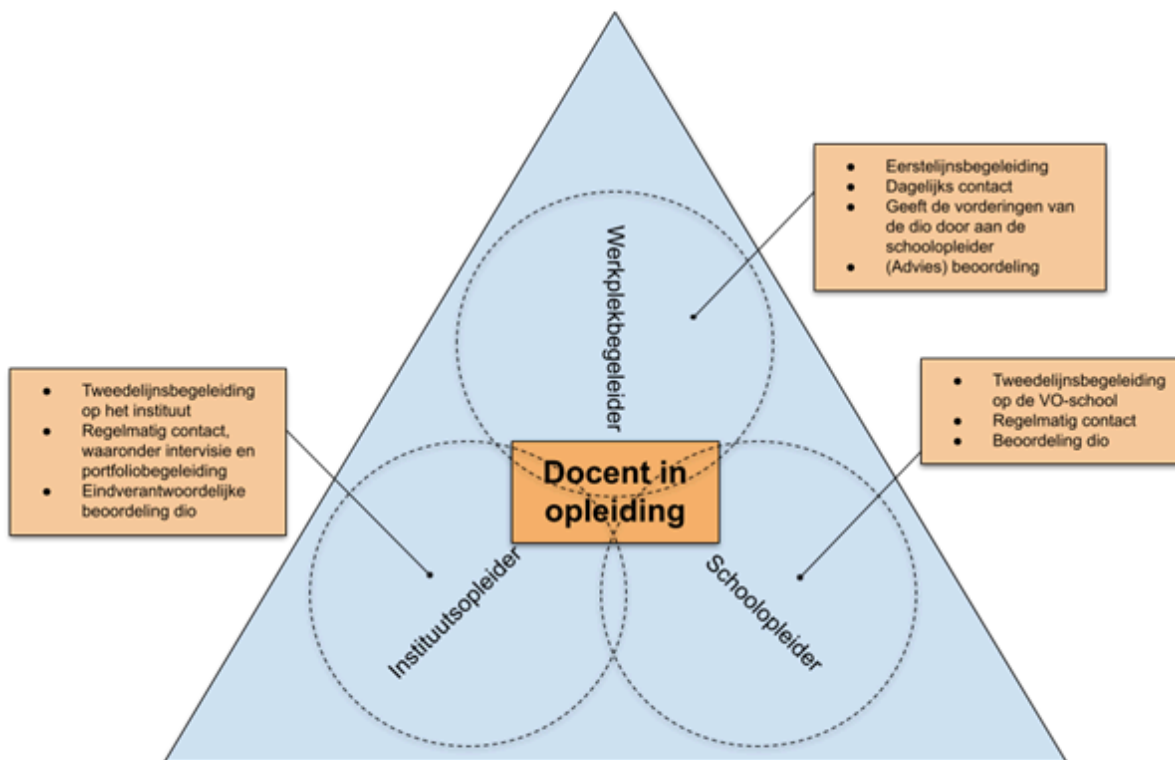 ● Eerstelijnsbegeleiding
● Dagelijks contact
● Geeft de vorderingen van
de dio door aan de
schoolopleider
● (Advies) beoordeling
Werkplekbegeleider
● Tweedelijnsbegeleiding
op het instituut
● Regelmatig contact,
waaronder intervisie en
portfoliobegeleiding
● Eindverantwoordelijke
beoordeling dio
● Tweedelijnsbegeleiding
op de VO-school
● Regelmatig contact
● Beoordeling dio
Docent in
opleiding
Instituutsopleider
Schoolopleider